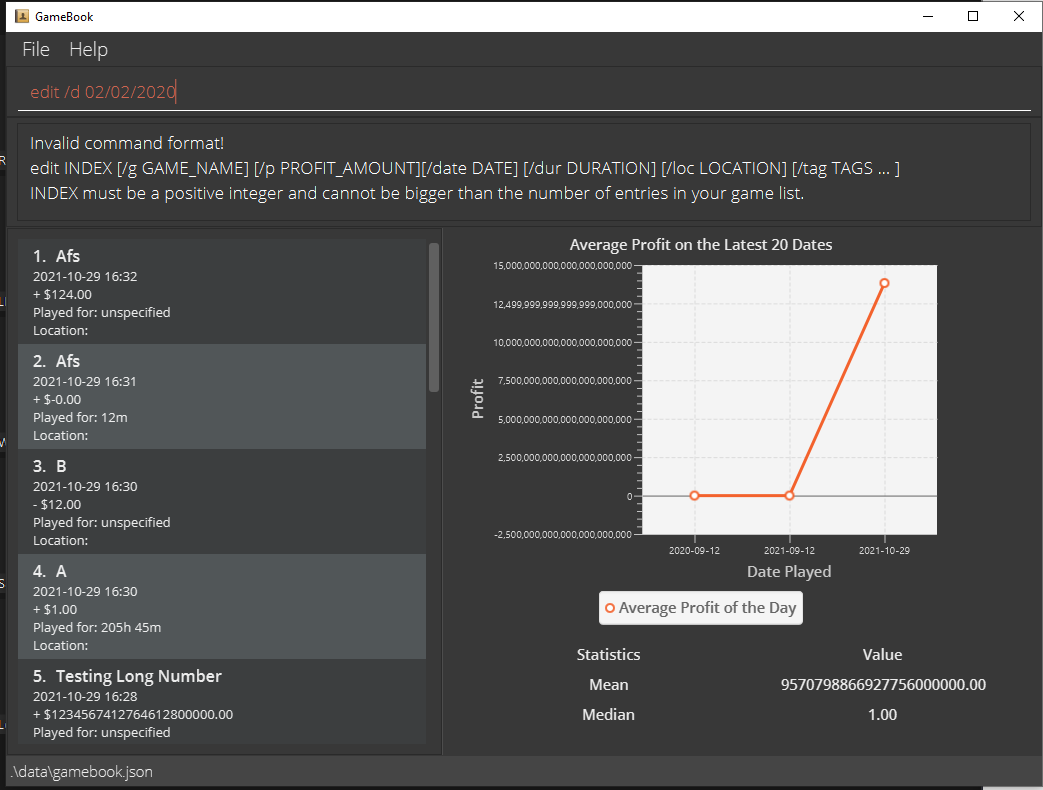 GameBook
File Help
edit /d 02/02/2020
Invalid command format!
edit INDEX [/g GAME_NAME] [/p PROFIT_AMOUNT][/date DATE] [/dur DURATION] [/loc LOCATION] [/tag TAGS ... ]
INDEX must be a positive integer and cannot be bigger than the number of entries in your game list.
1. Afs
2021-10-29 16:32
+ $124.00
Played for: unspecified
Location:
2. Afs
2021-10-29 16:31
+ $-0.00
Played for: 12m
Location:
3. B
2021-10-29 16:30
- $12.00
Played for: unspecified
Location:
4. A
2021-10-29 16:30
+ $1.00
Played for: 205h 45m
Location:
5. Testing Long Number
2021-10-29 16:28
+ $1234567412764612800000.00
Played for: unspecified
Average Profit on the Latest 20 Dates
15,000,000,000,000,000,000,000
12,499,999,999,999,999,000,000
10,000,000,000,000,000,000,000
7,500,000,000,000,000,000,000
5,000,000,000,000,000,000,000
2,500,000,000,000,000,000,000
0
-2,500,000,000,000,000,000,000
Profit
2020-09-12 2021-09-12 2021-10-29
Date Played
Average Profit of the Day
Statistics Value
Mean 9570798866927756000000.00
Median 1.00
.\data\gamebook.json